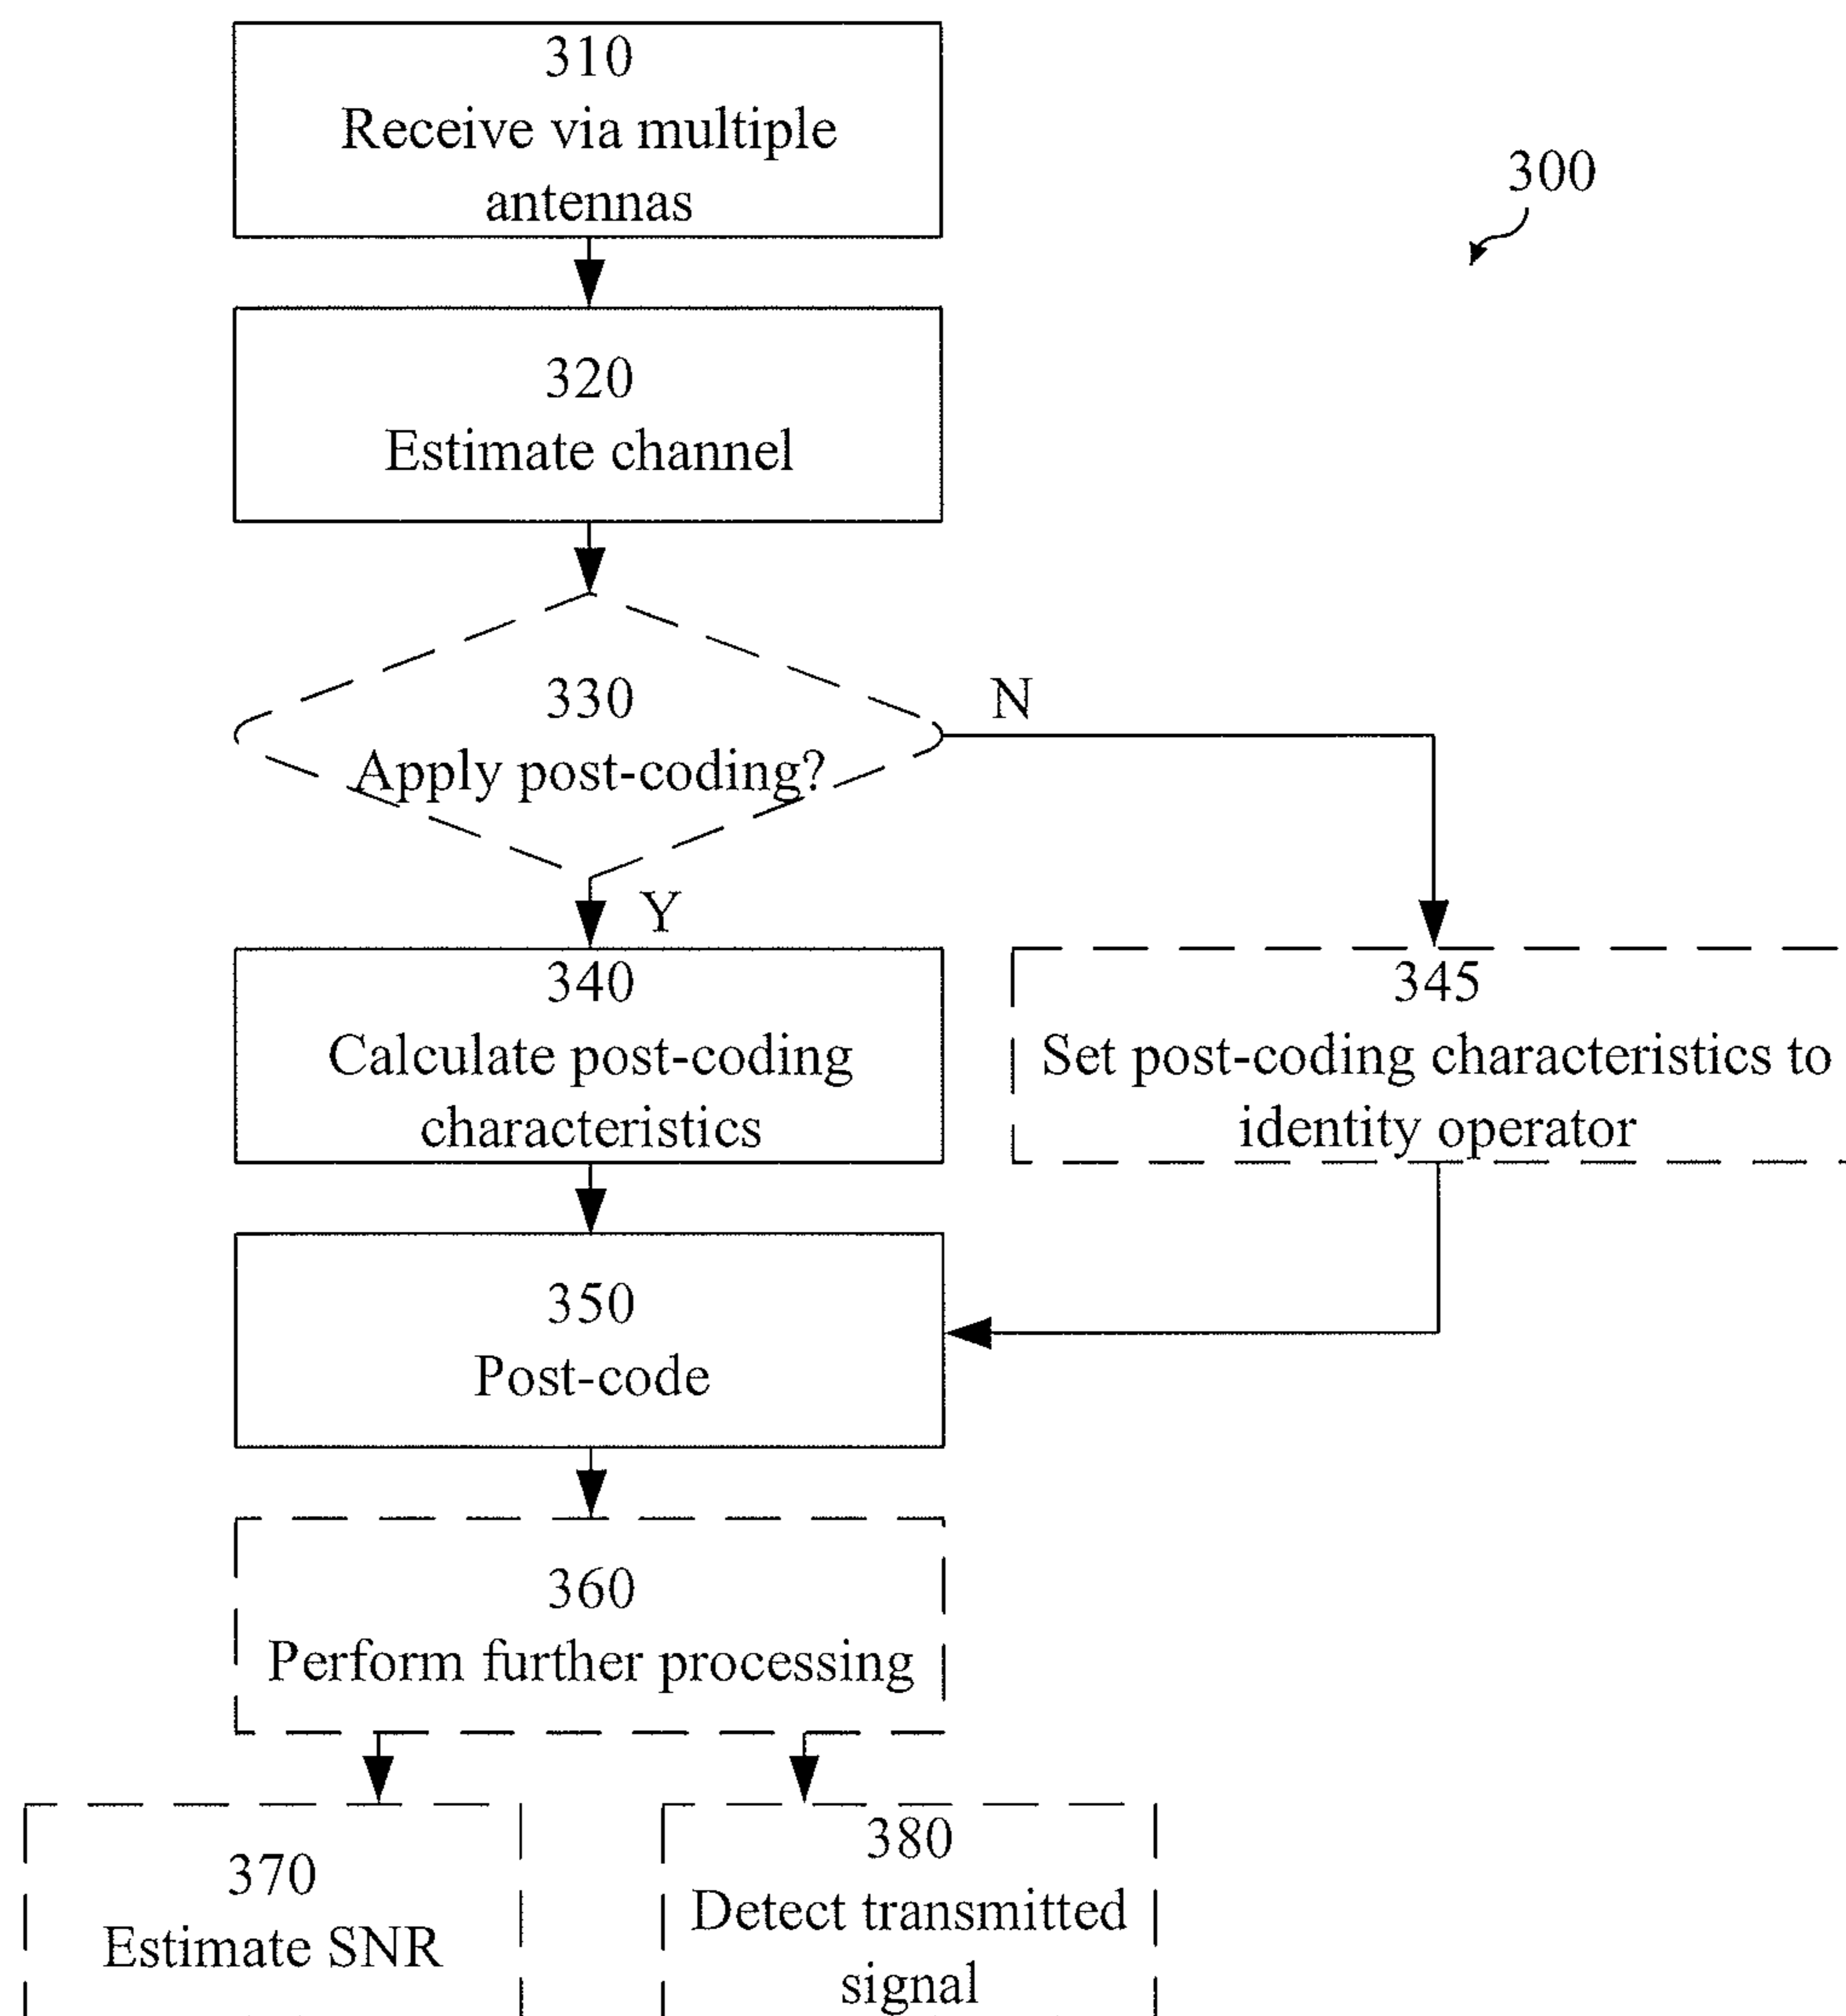 310
Receive via multiple
antennas
300
320
Estimate channel
330
Apply post-coding?
N
Y
340
Calculate post-coding
characteristics
345
Set post-coding characteristics to
identity operator
350
Post-code
360
Perform further processing
370
Estimate SNR
380
Detect transmitted
signal